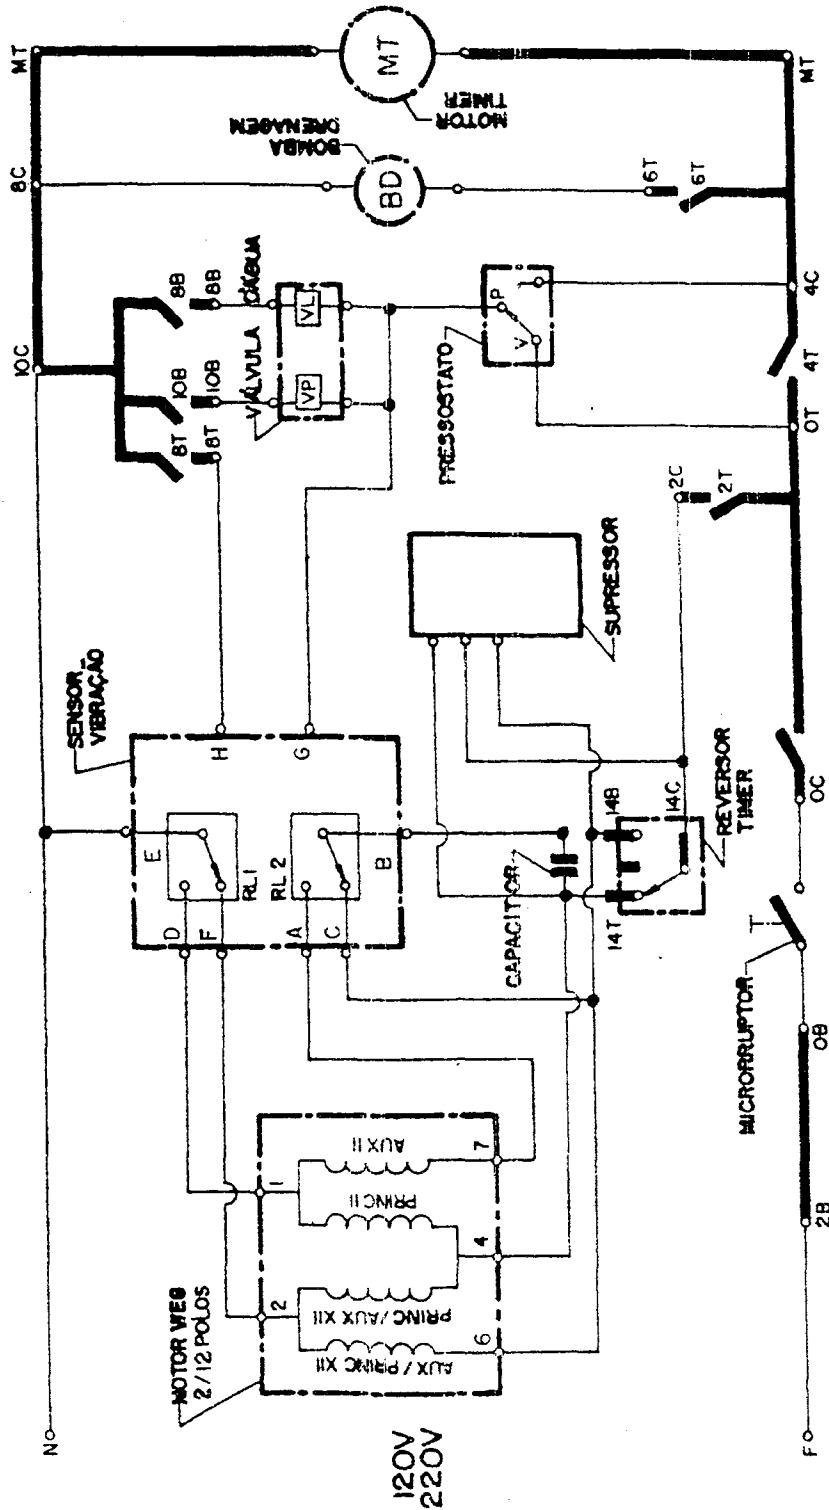 N
120V
220V
F
MOTOR WEG
2/12 POLOS
2
1
AUX/PRINC XII
PRINC/AUX XII
PRINC II
AUX II
6
4
7
SENSOR
VIBRAÇÃO
D
F
E
RL1
A
C
RL2
B
H
G
CAPACITOR
14T
14B
14C
REVERSOR
TIMER
SUPRESSOR
2B
0B
MICRORRUPTOR
0C
2C
2T
0T
4T
4C
10C
8T
8T
10B
10B
8B
8B
VÁLVULA D'ÁGUA
VP
VL
PRESSOSTATO
V
P
8C
BOMBA
DRENAGEM
BD
6T
6T
MT
MT
MOTOR
TIMER
MT